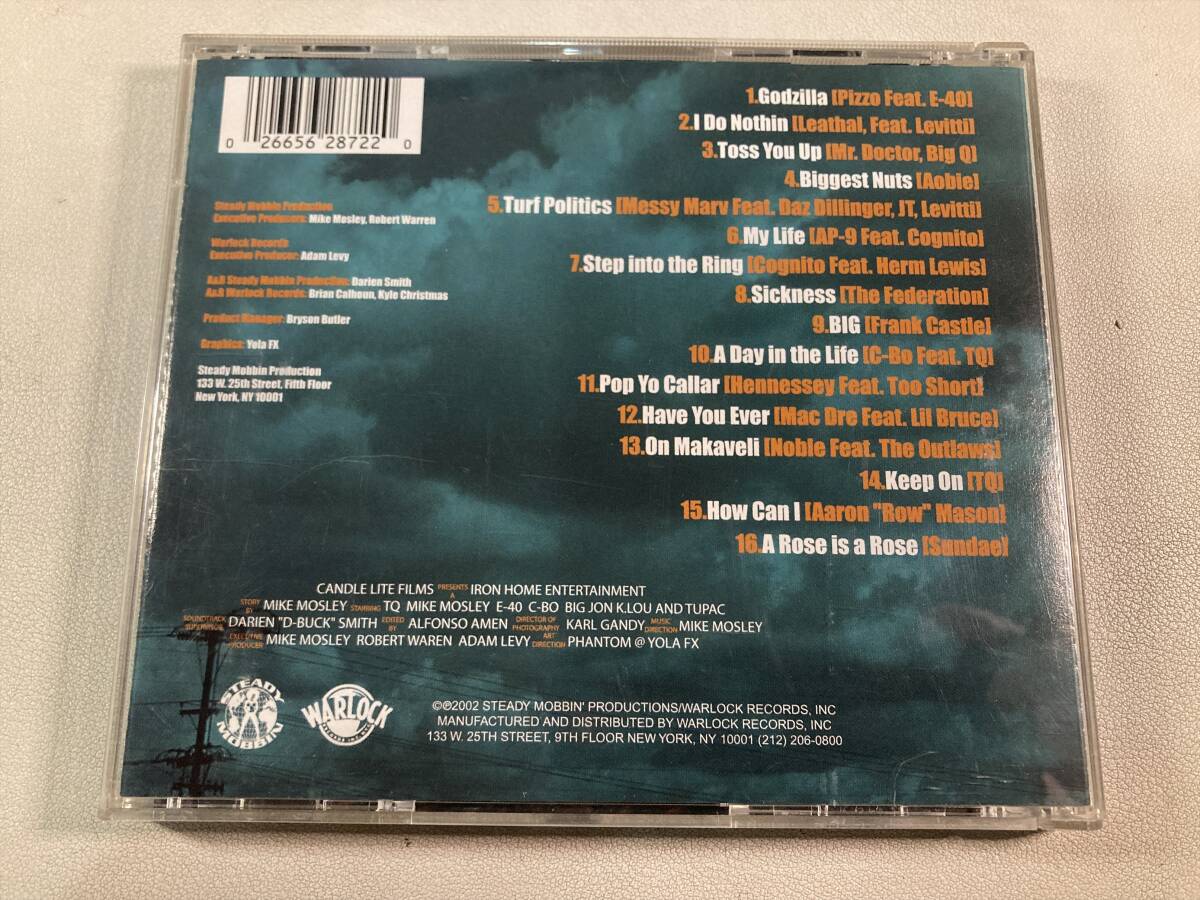 0 26656 28722 0
1.Godzilla [Pizzo Feat. E-40]
2.I Do Nothin [Leathal, Feat. Levitti]
3.Toss You Up [Mr. Doctor, Big Q]
4.Biggest Nuts [Aobie]
5.Turf Politics [Messy Marv Feat. Daz Dillinger, JT, Levitti]
6.My Life [AP-9 Feat. Cognito]
7.Step into the Ring [Cognito Feat. Herm Lewis]
8.Sickness [The Federation]
9.BIG [Frank Castle]
10.A Day in the Life [C-Bo Feat. TQ]
11.Pop Yo Callar [Hennessey Feat. Too Short]
12.Have You Ever [Mac Dre Feat. Lil Bruce]
13.On Makaveli [Noble Feat. The Outlaws]
14.Keep On [TQ]
15.How Can I [Aaron "Row" Mason]
16.A Rose is a Rose [Sundae]
Steady Mobbin Production
Executive Producers: Mike Mosley, Robert Warren
Warlock Records
Executive Producer: Adam Levy
A&R Steady Mobbin Production: Darien Smith
A&R Warlock Records: Brian Calhoun, Kyle Christmas
Product Manager: Bryson Butler
Graphics: Yola FX
Steady Mobbin Production
133 W. 25th Street, Fifth Floor
New York, NY 10001
CANDLE LITE FILMS PRESENTS A IRON HOME ENTERTAINMENT
STORY BY MIKE MOSLEY STARRING TQ MIKE MOSLEY E-40 C-BO BIG JON K.LOU AND TUPAC
SOUNDTRACK SUPERVISOR DARIEN "D-BUCK" SMITH EDITED BY ALFONSO AMEN DIRECTOR OF PHOTOGRAPHY KARL GANDY MUSIC DIRECTION MIKE MOSLEY
EXECUTIVE PRODUCER MIKE MOSLEY ROBERT WAREN ADAM LEVY ART DIRECTION PHANTOM @ YOLA FX
STEADY MOBBIN
WARLOCK
©℗2002 STEADY MOBBIN' PRODUCTIONS/WARLOCK RECORDS, INC
MANUFACTURED AND DISTRIBUTED BY WARLOCK RECORDS, INC
133 W. 25TH STREET, 9TH FLOOR NEW YORK, NY 10001 (212) 206-0800